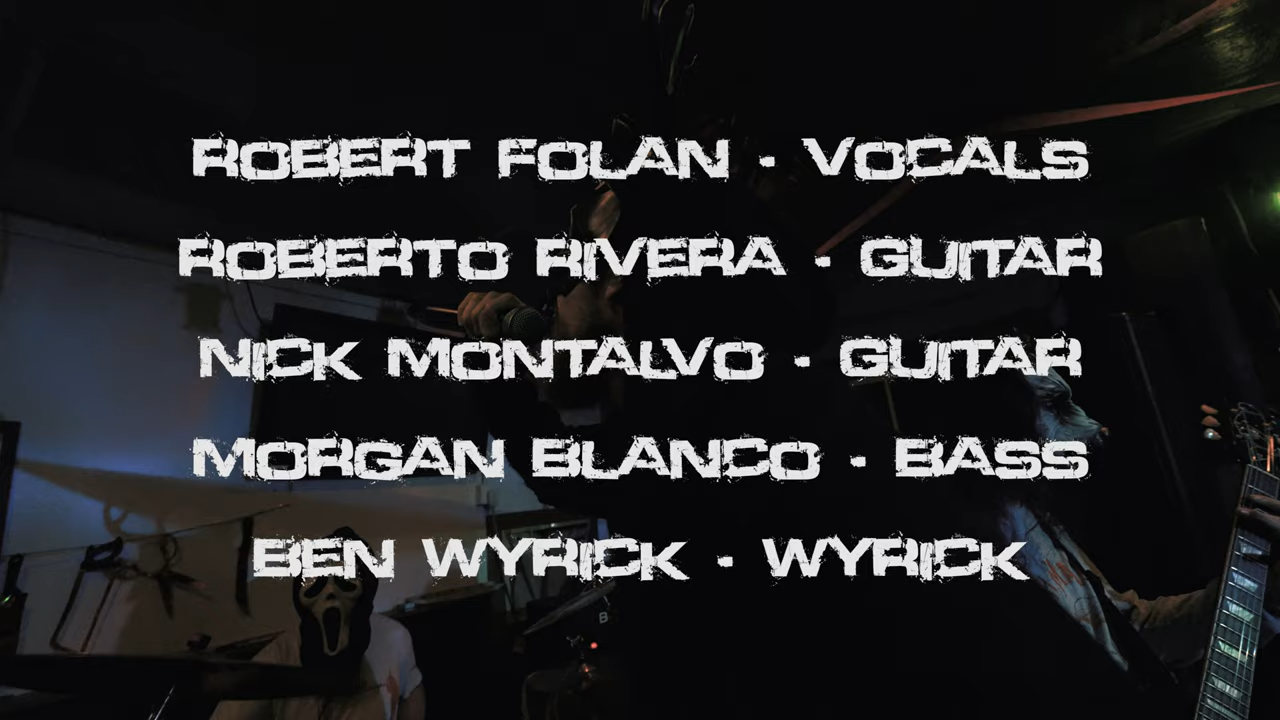 ROBERT FOLAN - VOCALS
ROBERTO RIVERA - GUITAR
NICK MONTALVO - GUITAR
MORGAN BLANCO - BASS
BEN WYRICK - WYRICK